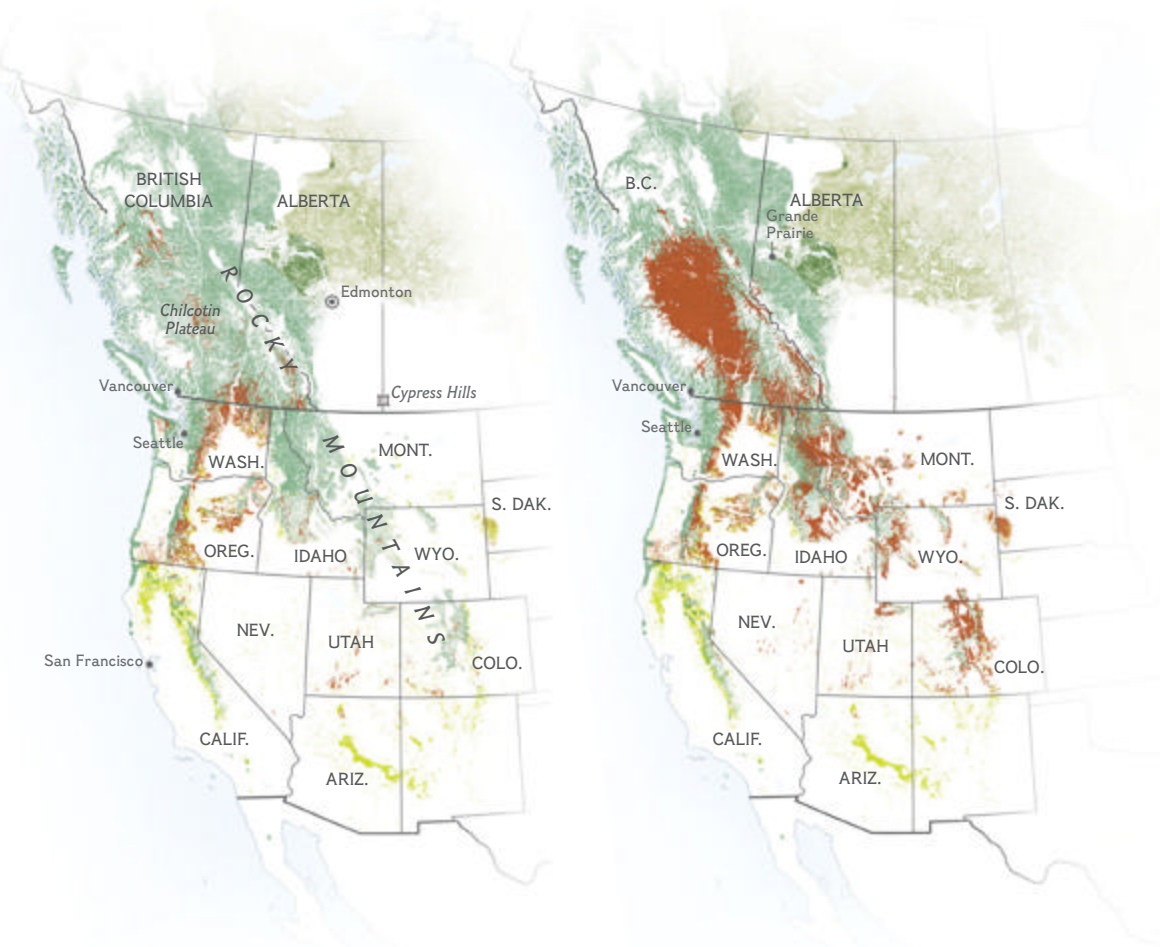 BRITISH
COLUMBIA
ALBERTA
ROCKY
Edmonton
Chilcotin
Plateau
Vancouver
Cypress Hills
Seattle
WASH.
MOUNTAINS
MONT.
S. DAK.
OREG.
IDAHO
WYO.
NEV.
UTAH
San Francisco
COLO.
CALIF.
ARIZ.
B.C.
ALBERTA
Grande
Prairie
Vancouver
Seattle
WASH.
MONT.
S. DAK.
OREG.
IDAHO
WYO.
NEV.
UTAH
COLO.
CALIF.
ARIZ.